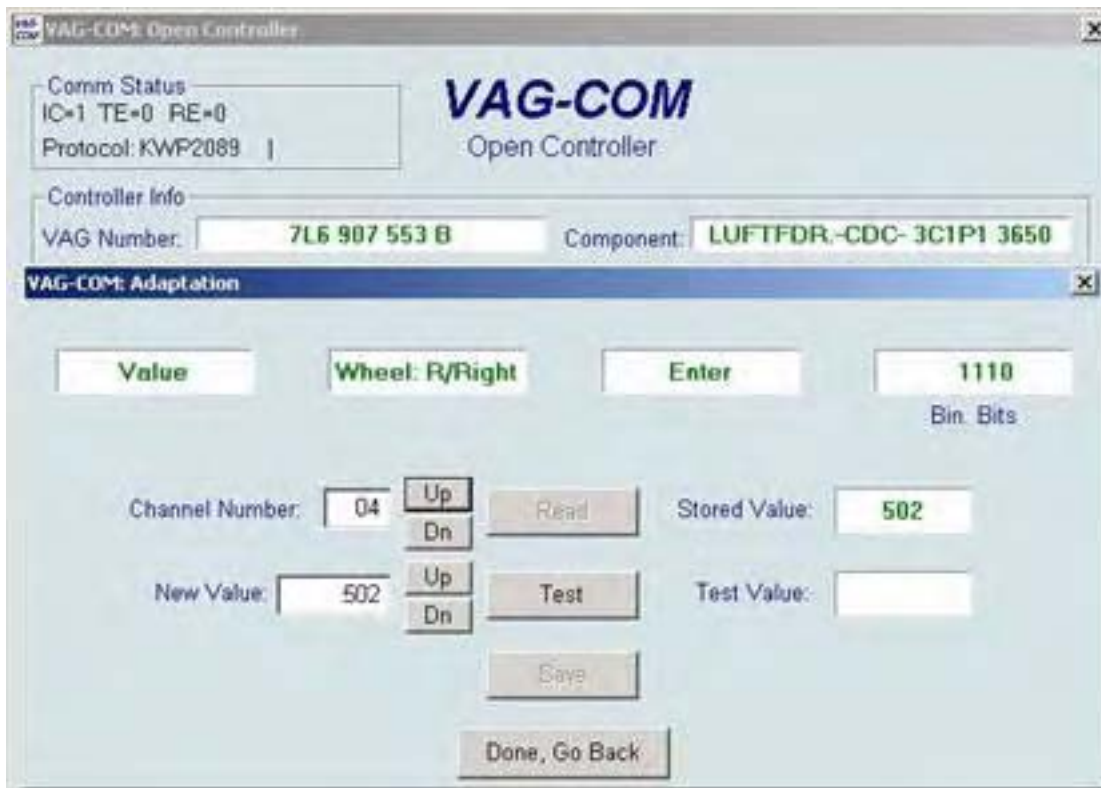 VAG-COM: Open Controller
Comm Status
IC=1 TE=0 RE=0
Protocol: KWP2089 |
VAG-COM
Open Controller
Controller Info
VAG Number: 7L6 907 553 B Component: LUFTFDR.-CDC- 3C1P1 3650
VAG-COM: Adaptation
Value Wheel: R/Right Enter 1110
Bin. Bits
Channel Number: 04 Up Dn Read Stored Value: 502
New Value: 502 Up Dn Test Test Value:
Save
Done, Go Back